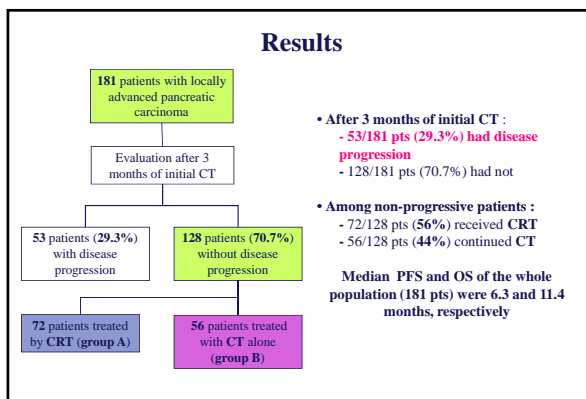 Results
181 patients with locally
advanced pancreatic
carcinoma
Evaluation after 3
months of initial CT
53 patients (29.3%)
with disease
progression
128 patients (70.7%)
without disease
progression
72 patients treated
by CRT (group A)
56 patients treated
with CT alone
(group B)
• After 3 months of initial CT :
- 53/181 pts (29.3%) had disease
progression
- 128/181 pts (70.7%) had not
• Among non-progressive patients :
- 72/128 pts (56%) received CRT
- 56/128 pts (44%) continued CT
Median PFS and OS of the whole
population (181 pts) were 6.3 and 11.4
months, respectively